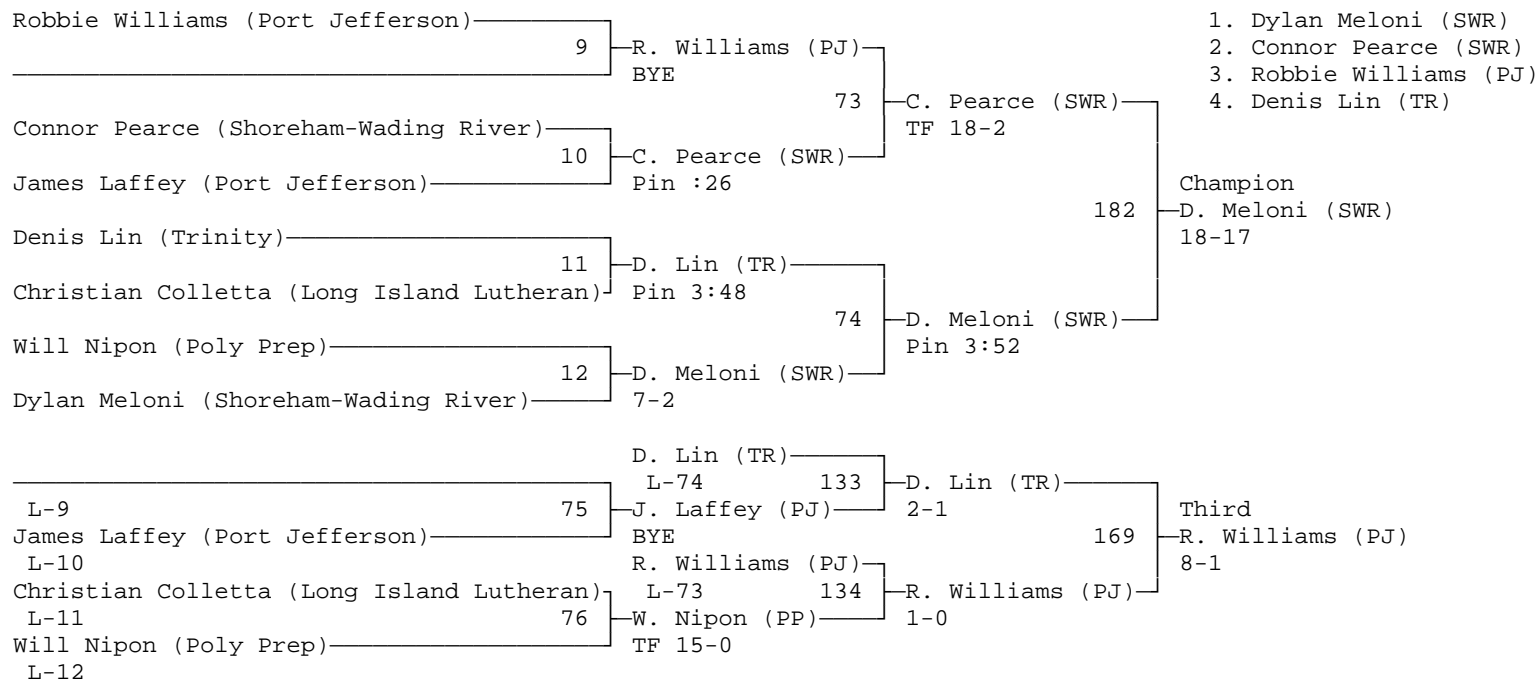 Robbie Williams (Port Jefferson) 1. Dylan Meloni (SWR)
9 R. Williams (PJ) 2. Connor Pearce (SWR)
BYE 3. Robbie Williams (PJ)
73 C. Pearce (SWR) 4. Denis Lin (TR)
Connor Pearce (Shoreham-Wading River) TF 18-2
10 C. Pearce (SWR)
James Laffey (Port Jefferson) Pin :26 Champion
182 D. Meloni (SWR)
Denis Lin (Trinity) 18-17
11 D. Lin (TR)
Christian Colletta (Long Island Lutheran) Pin 3:48
74 D. Meloni (SWR)
Will Nipon (Poly Prep) Pin 3:52
12 D. Meloni (SWR)
Dylan Meloni (Shoreham-Wading River) 7-2
D. Lin (TR)
L-74 133 D. Lin (TR)
L-9 75 J. Laffey (PJ) 2-1 Third
James Laffey (Port Jefferson) BYE 169 R. Williams (PJ)
L-10 R. Williams (PJ) 8-1
Christian Colletta (Long Island Lutheran) L-73 134 R. Williams (PJ)
L-11 76 W. Nipon (PP) 1-0
Will Nipon (Poly Prep) TF 15-0
L-12